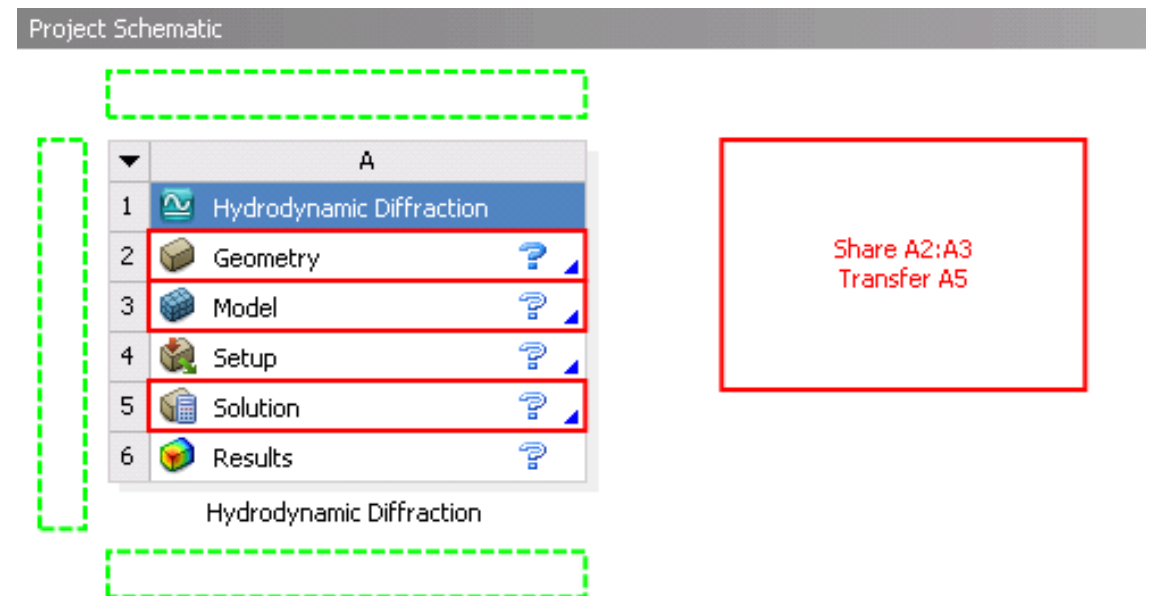 Project Schematic
A
1 Hydrodynamic Diffraction
2 Geometry ?
3 Model ?
4 Setup ?
5 Solution ?
6 Results ?
Hydrodynamic Diffraction
Share A2:A3
Transfer A5